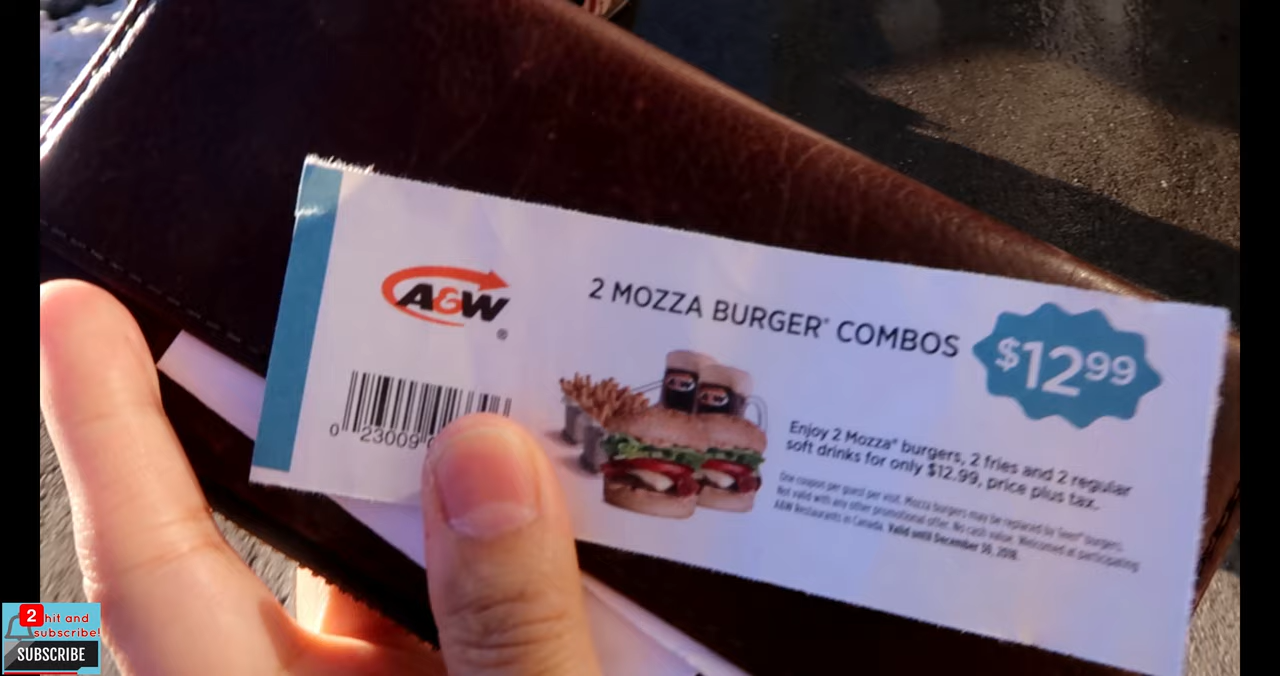 A&W
®
2 MOZZA BURGER® COMBOS
$12⁹⁹
0 23009
Enjoy 2 Mozza® burgers, 2 fries and 2 regular
soft drinks for only $12.99, price plus tax.
One coupon per guest per visit. Mozza burgers may be replaced by Teen® burgers.
Not valid with any other promotional offer. No cash value. Welcomed at participating
A&W Restaurants in Canada. Valid until December 30, 2018.
2
hit and
subscribe!
SUBSCRIBE